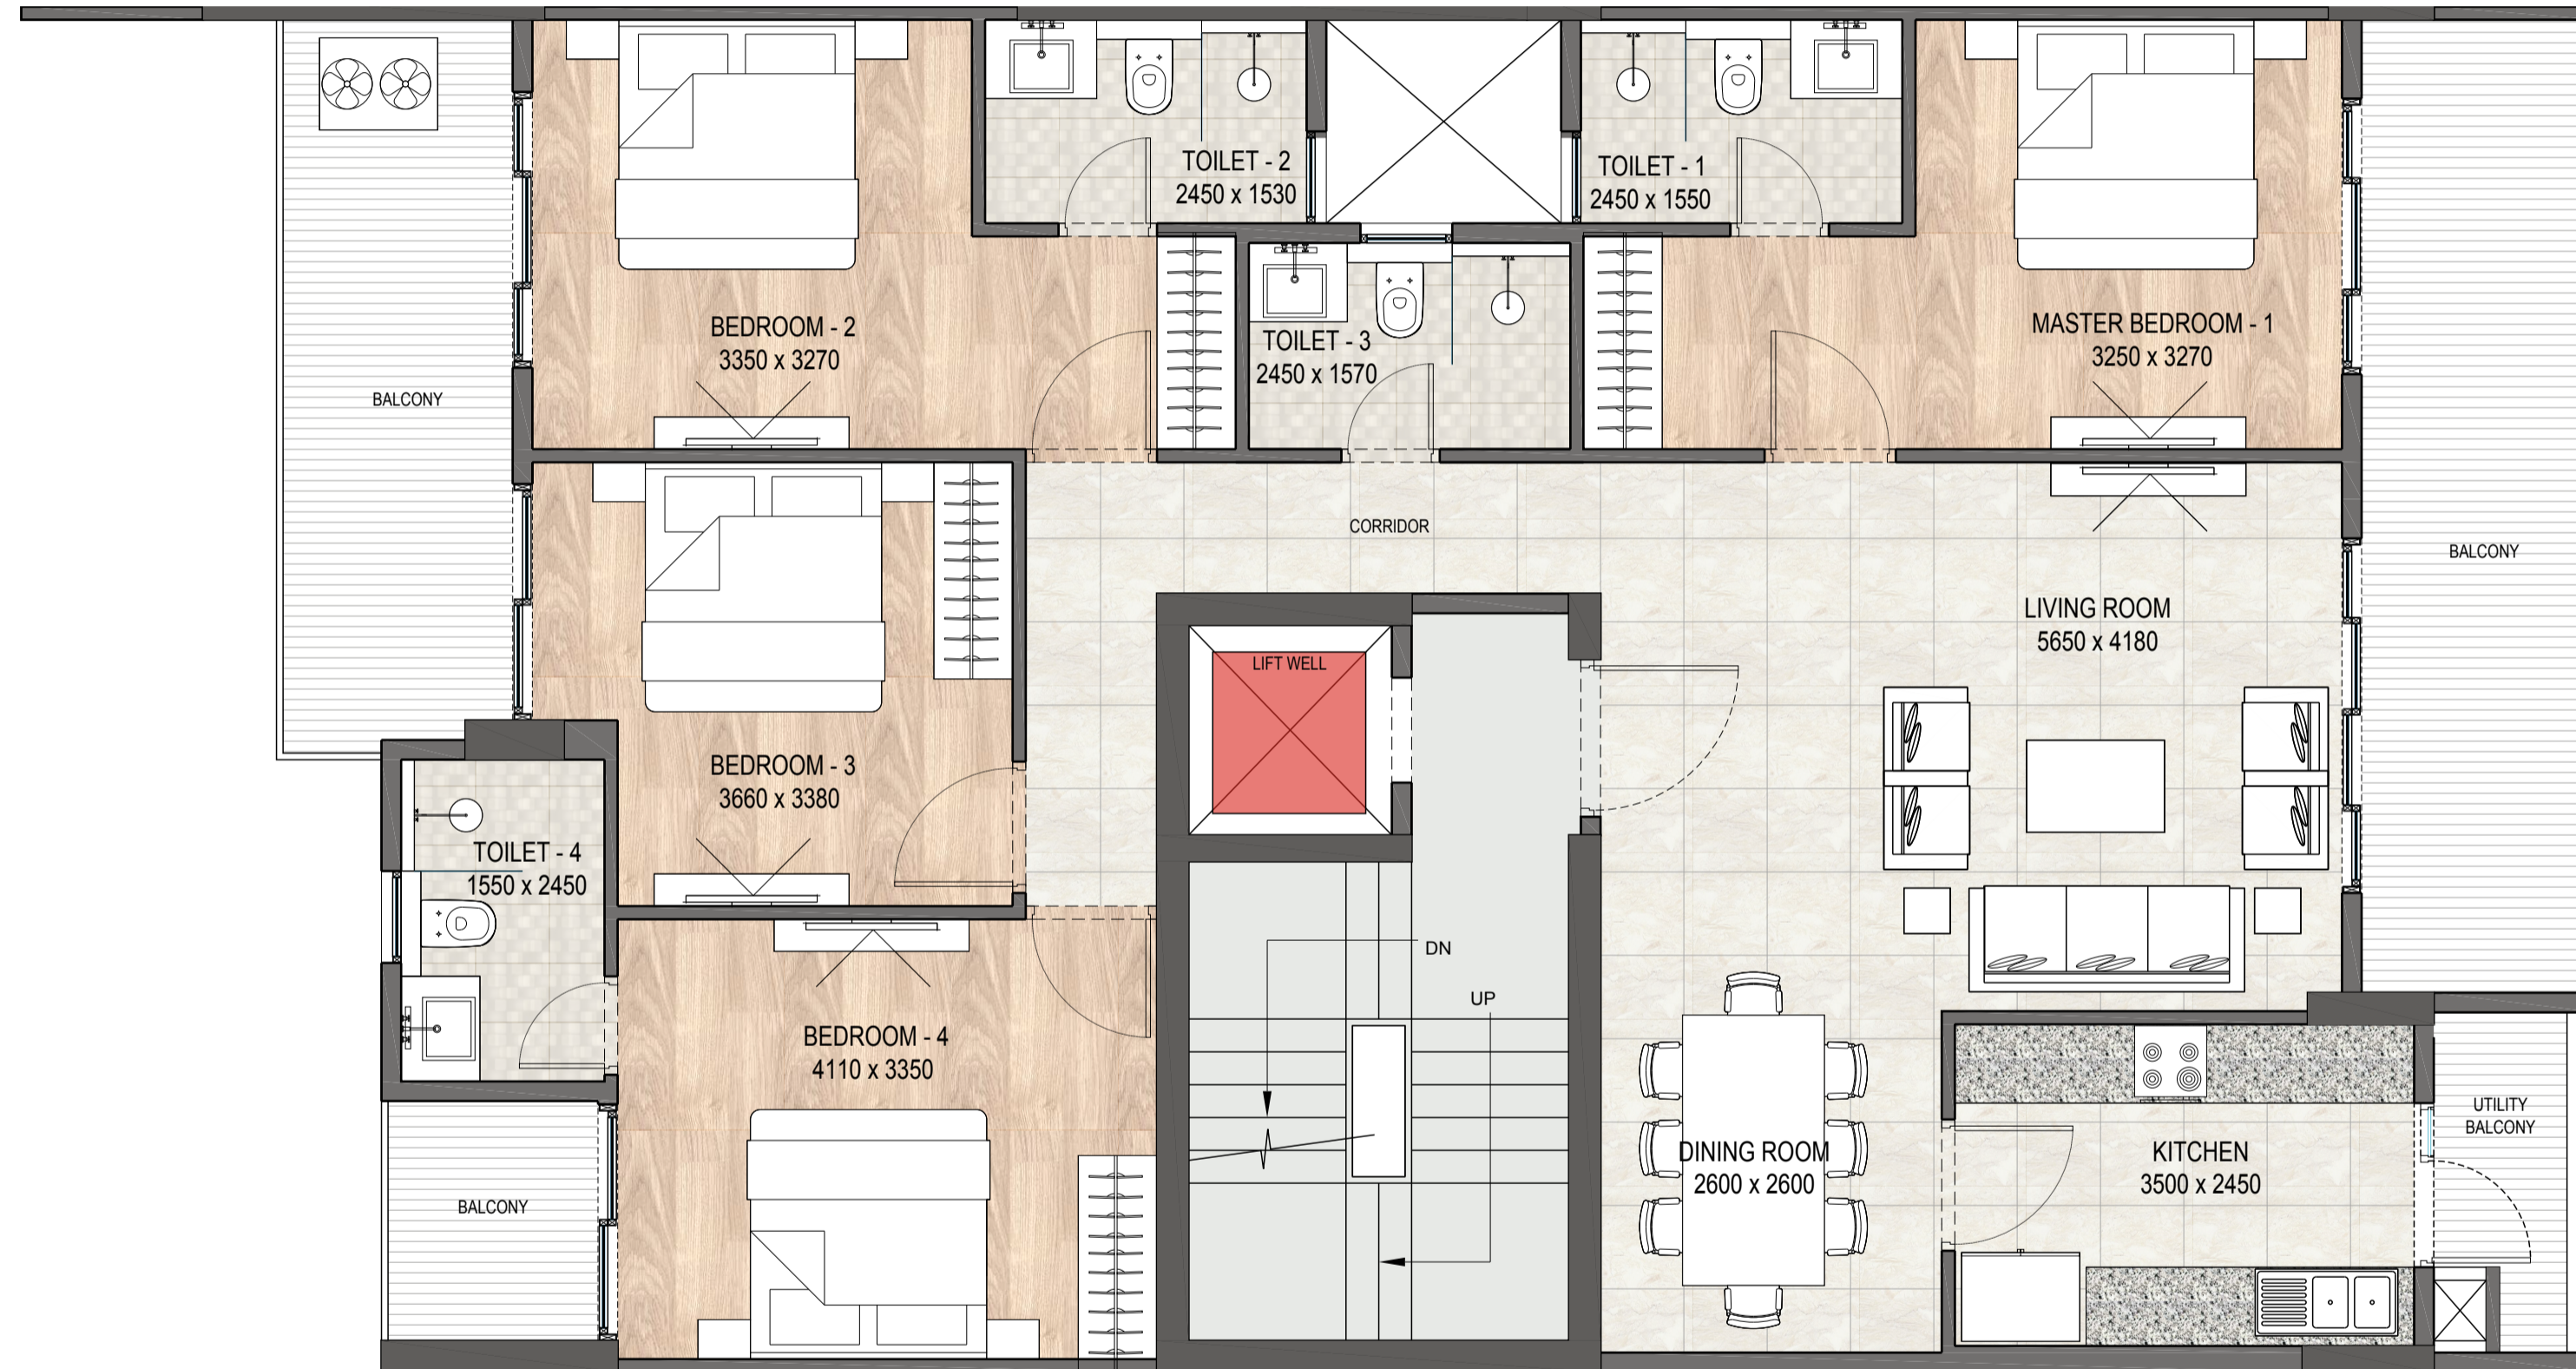 TOILET - 2
2450 x 1530
TOILET - 1
2450 x 1550
BEDROOM - 2
3350 x 3270
TOILET - 3
2450 x 1570
MASTER BEDROOM - 1
3250 x 3270
BALCONY
CORRIDOR
BALCONY
LIVING ROOM
5650 x 4180
LIFT WELL
BEDROOM - 3
3660 x 3380
TOILET - 4
1550 x 2450
DN
UP
BEDROOM - 4
4110 x 3350
DINING ROOM
2600 x 2600
KITCHEN
3500 x 2450
UTILITY
BALCONY
BALCONY